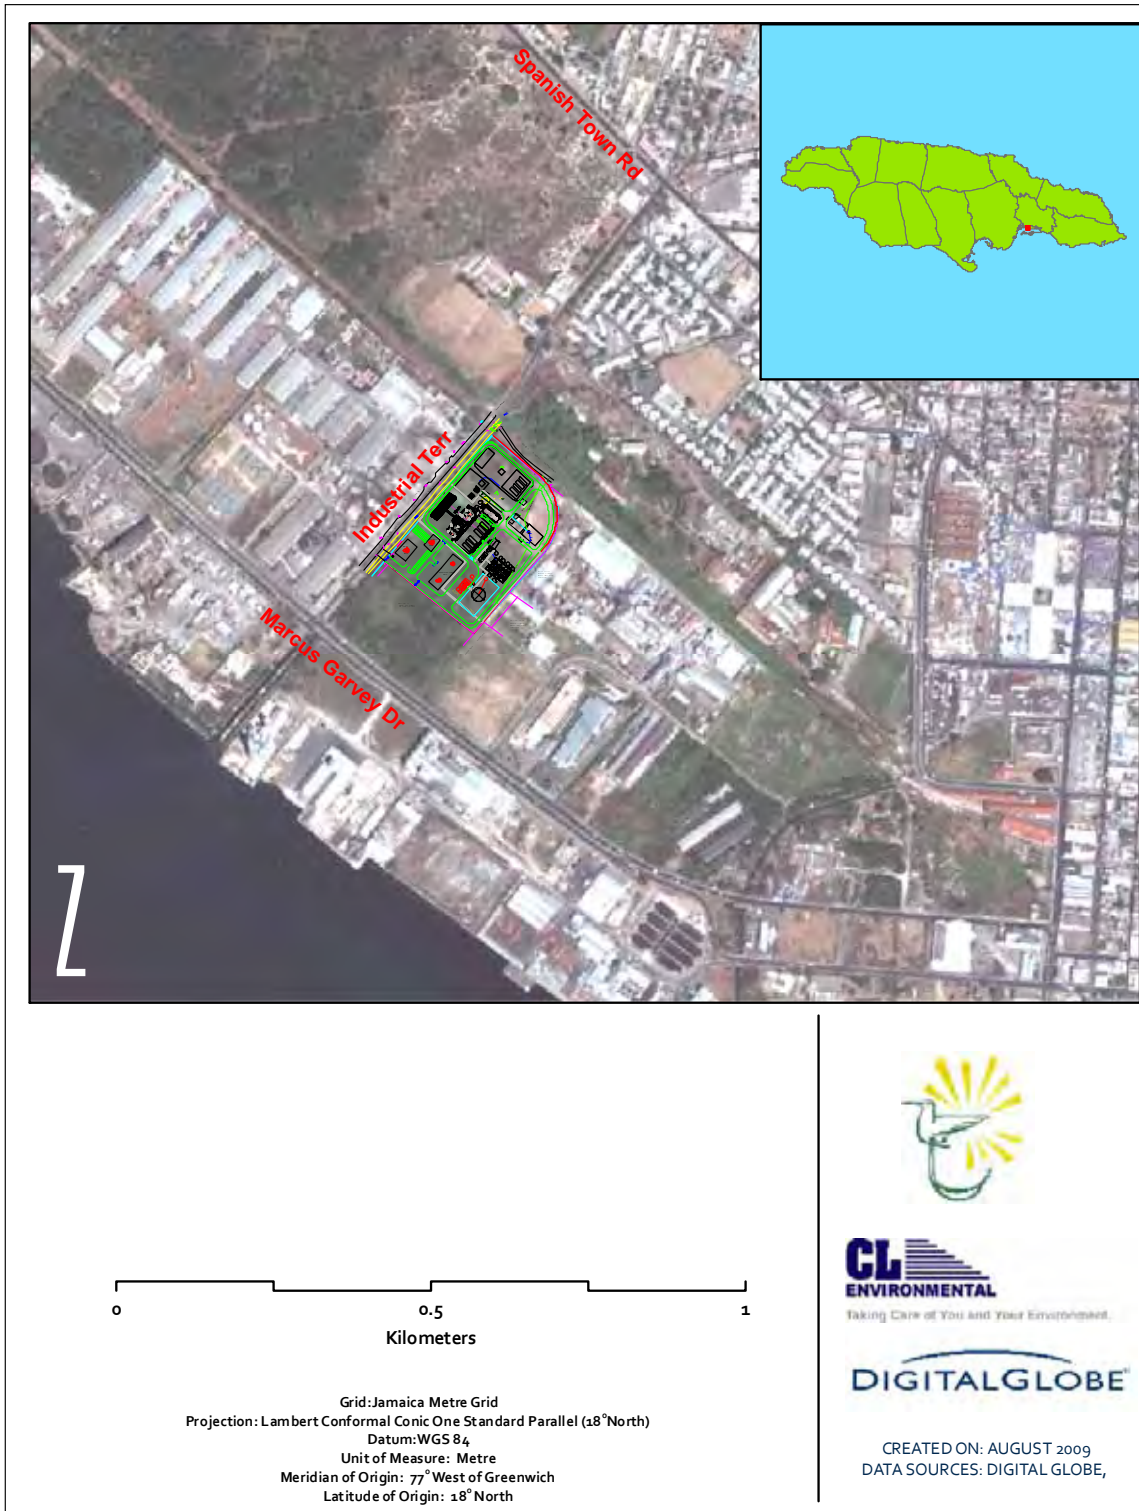 Spanish Town Rd
Industrial Terr
Marcus Garvey Dr
Z
0
0.5
1
Kilometers
Grid:Jamaica Metre Grid
Projection: Lambert Conformal Conic One Standard Parallel (18°North)
Datum:WGS 84
Unit of Measure: Metre
Meridian of Origin: 77° West of Greenwich
Latitude of Origin: 18° North
CL
ENVIRONMENTAL
Taking Care of You and Your Environment.
DIGITALGLOBE
CREATED ON: AUGUST 2009
DATA SOURCES: DIGITAL GLOBE,